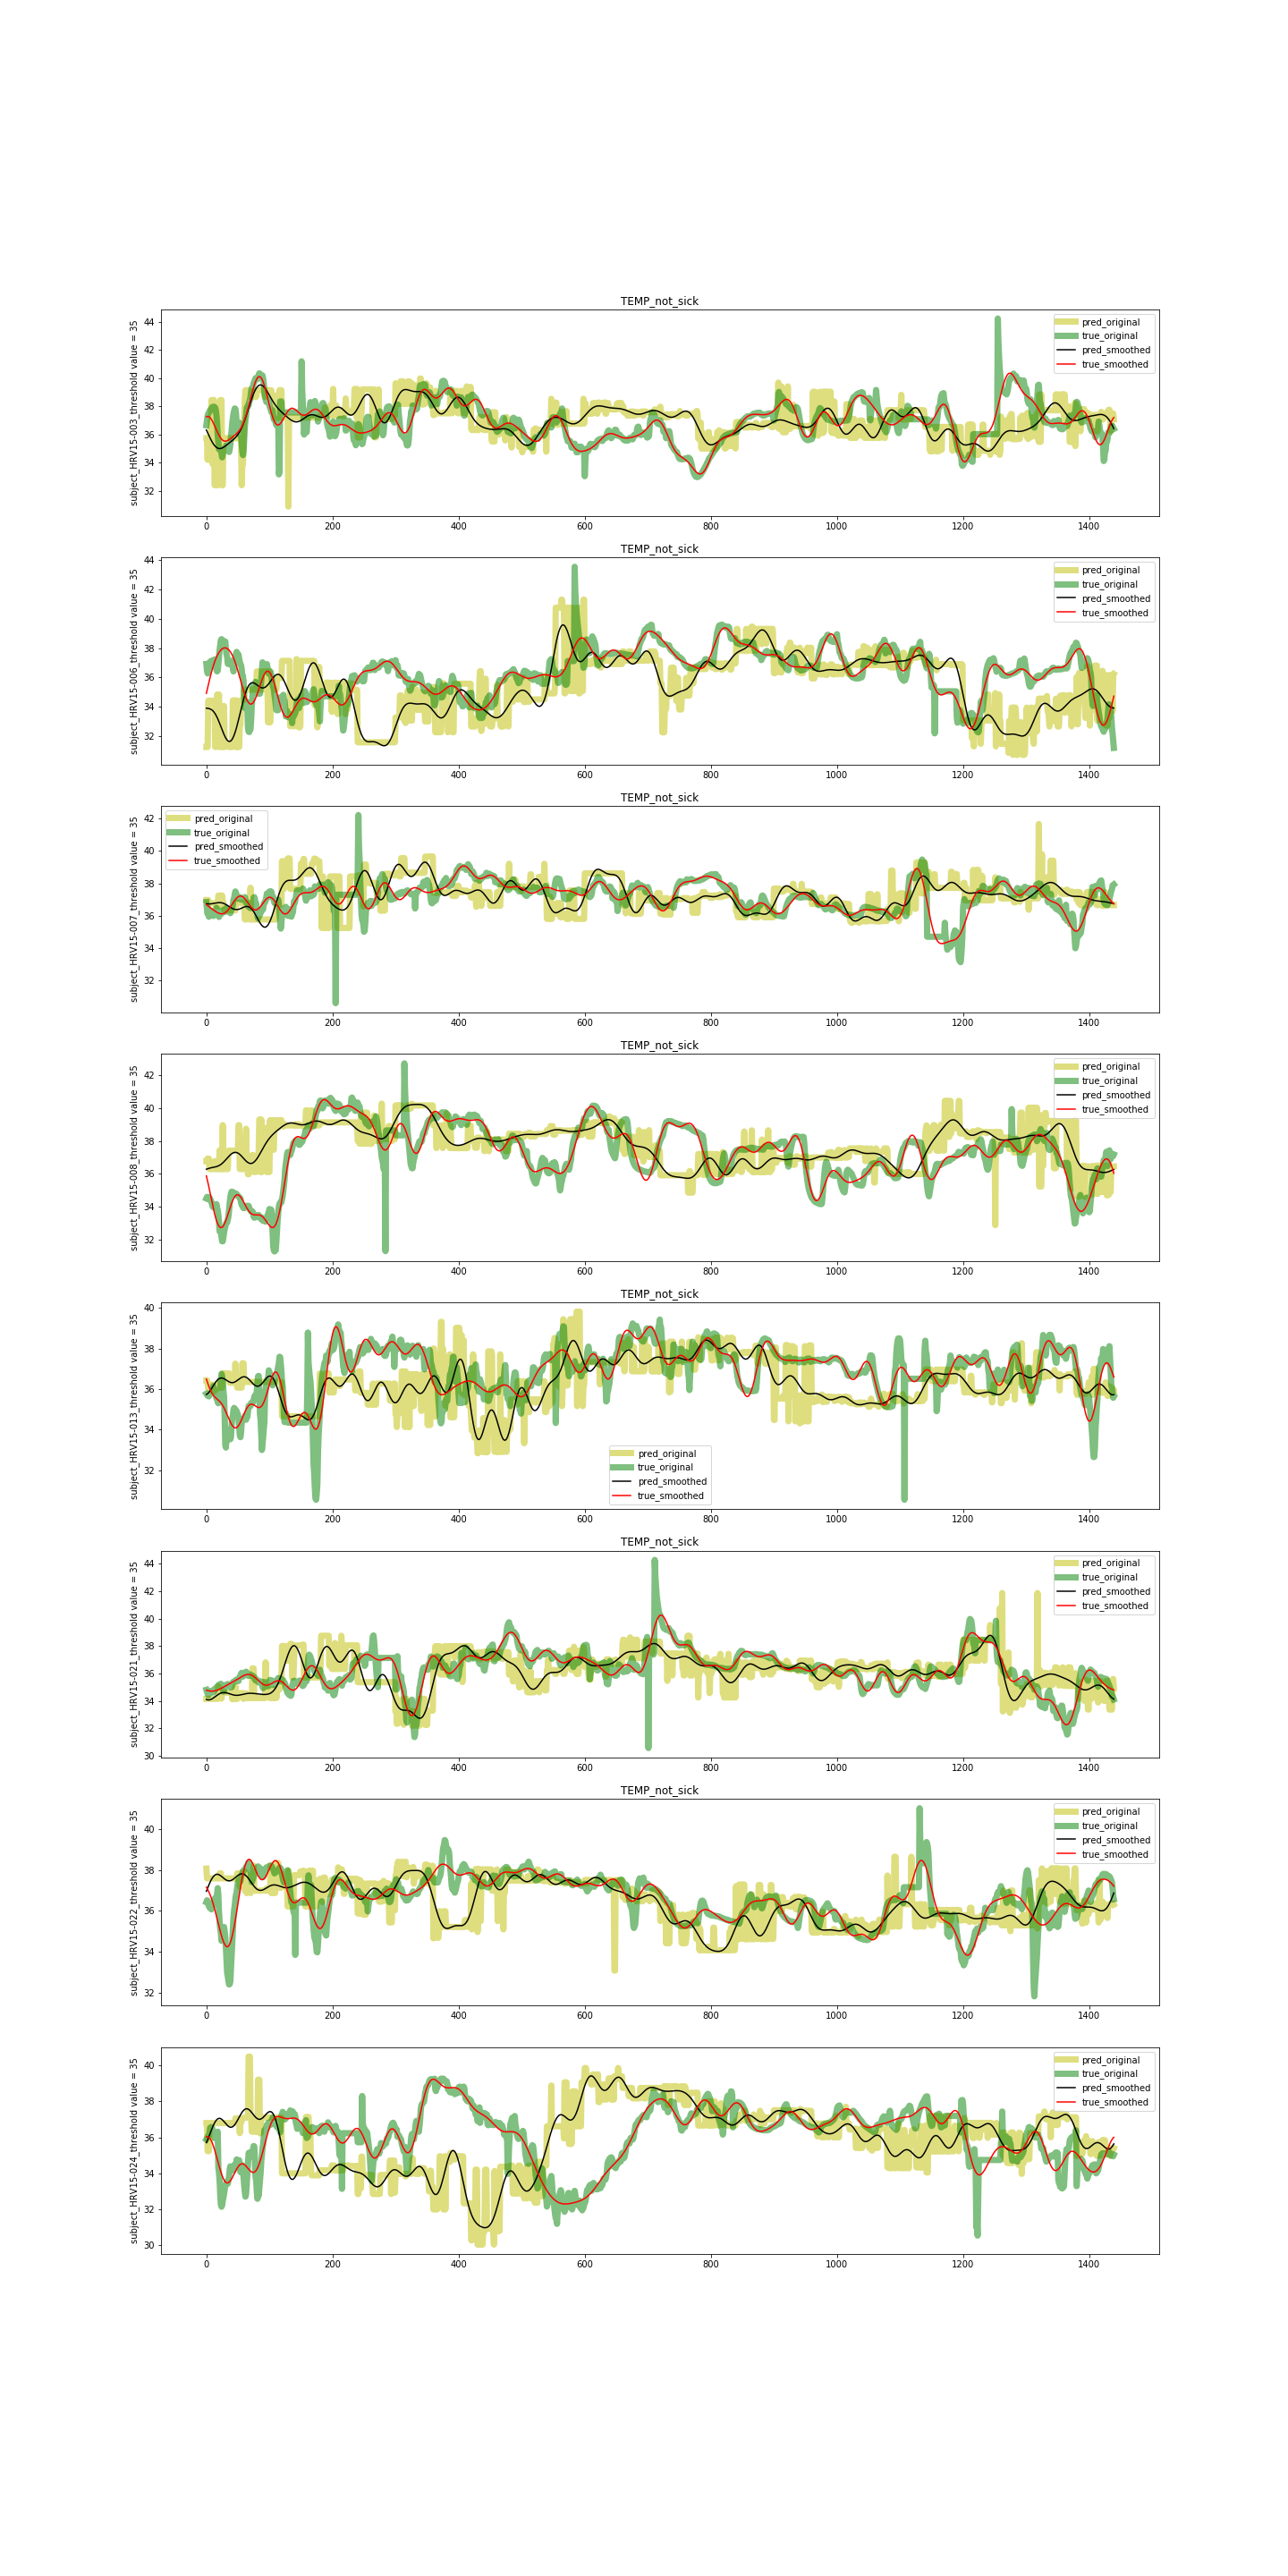 TEMP_not_sick
subject_HRV15-003_threshold value = 35
44
42
40
38
36
34
32
pred_original
true_original
pred_smoothed
true_smoothed
0 200 400 600 800 1000 1200 1400
TEMP_not_sick
subject_HRV15-006_threshold value = 35
44
42
40
38
36
34
32
pred_original
true_original
pred_smoothed
true_smoothed
0 200 400 600 800 1000 1200 1400
TEMP_not_sick
subject_HRV15-007_threshold value = 35
42
40
38
36
34
32
pred_original
true_original
pred_smoothed
true_smoothed
0 200 400 600 800 1000 1200 1400
TEMP_not_sick
subject_HRV15-008_threshold value = 35
42
40
38
36
34
32
pred_original
true_original
pred_smoothed
true_smoothed
0 200 400 600 800 1000 1200 1400
TEMP_not_sick
subject_HRV15-013_threshold value = 35
40
38
36
34
32
pred_original
true_original
pred_smoothed
true_smoothed
0 200 400 600 800 1000 1200 1400
TEMP_not_sick
subject_HRV15-021_threshold value = 35
44
42
40
38
36
34
32
30
pred_original
true_original
pred_smoothed
true_smoothed
0 200 400 600 800 1000 1200 1400
TEMP_not_sick
subject_HRV15-022_threshold value = 35
40
38
36
34
32
pred_original
true_original
pred_smoothed
true_smoothed
0 200 400 600 800 1000 1200 1400
subject_HRV15-024_threshold value = 35
40
38
36
34
32
30
pred_original
true_original
pred_smoothed
true_smoothed
0 200 400 600 800 1000 1200 1400